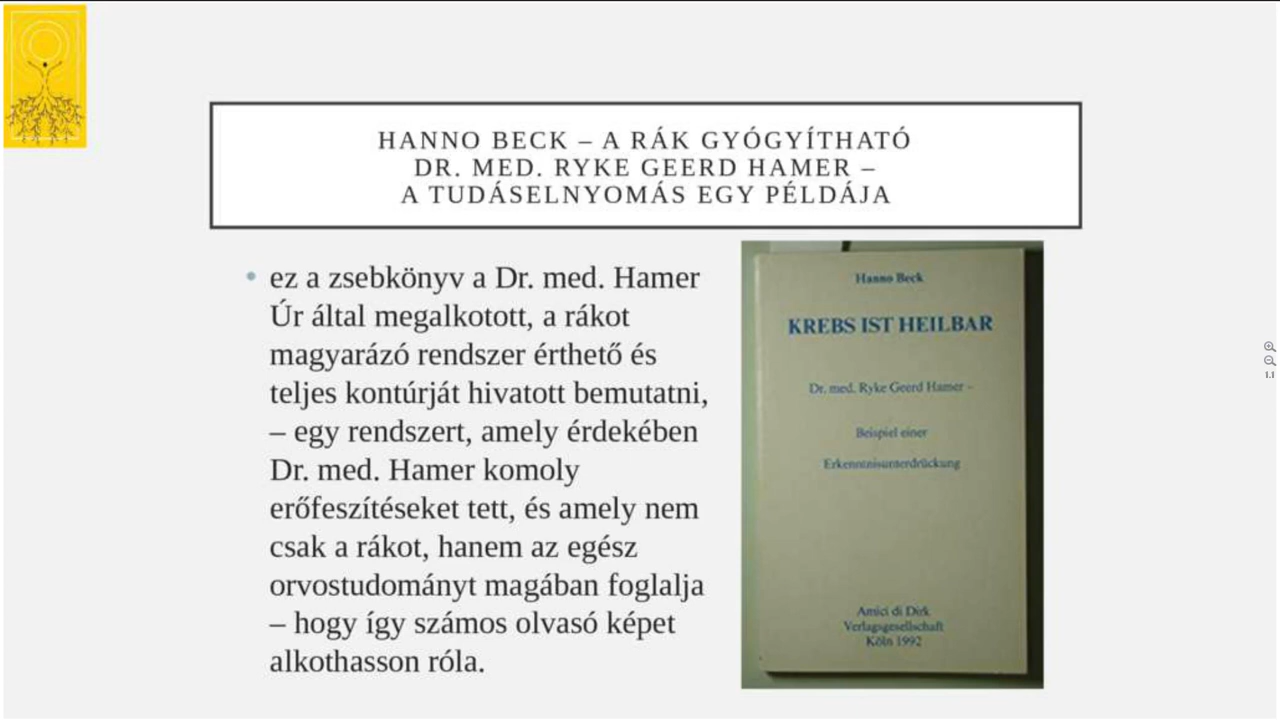 HANNO BECK – A RÁK GYÓGYÍTHATÓ
DR. MED. RYKE GEERD HAMER –
A TUDÁSELNYOMÁS EGY PÉLDÁJA
• ez a zsebkönyv a Dr. med. Hamer
Úr által megalkotott, a rákot
magyarázó rendszer érthető és
teljes kontúrját hivatott bemutatni,
– egy rendszert, amely érdekében
Dr. med. Hamer komoly
erőfeszítéseket tett, és amely nem
csak a rákot, hanem az egész
orvostudományt magában foglalja
– hogy így számos olvasó képet
alkothasson róla.
Hanno Beck
KREBS IST HEILBAR
Dr. med. Ryke Geerd Hamer –
Beispiel einer
Erkenntnisunterdrückung
Amici di Dirk
Verlagsgesellschaft
Köln 1992
1:1